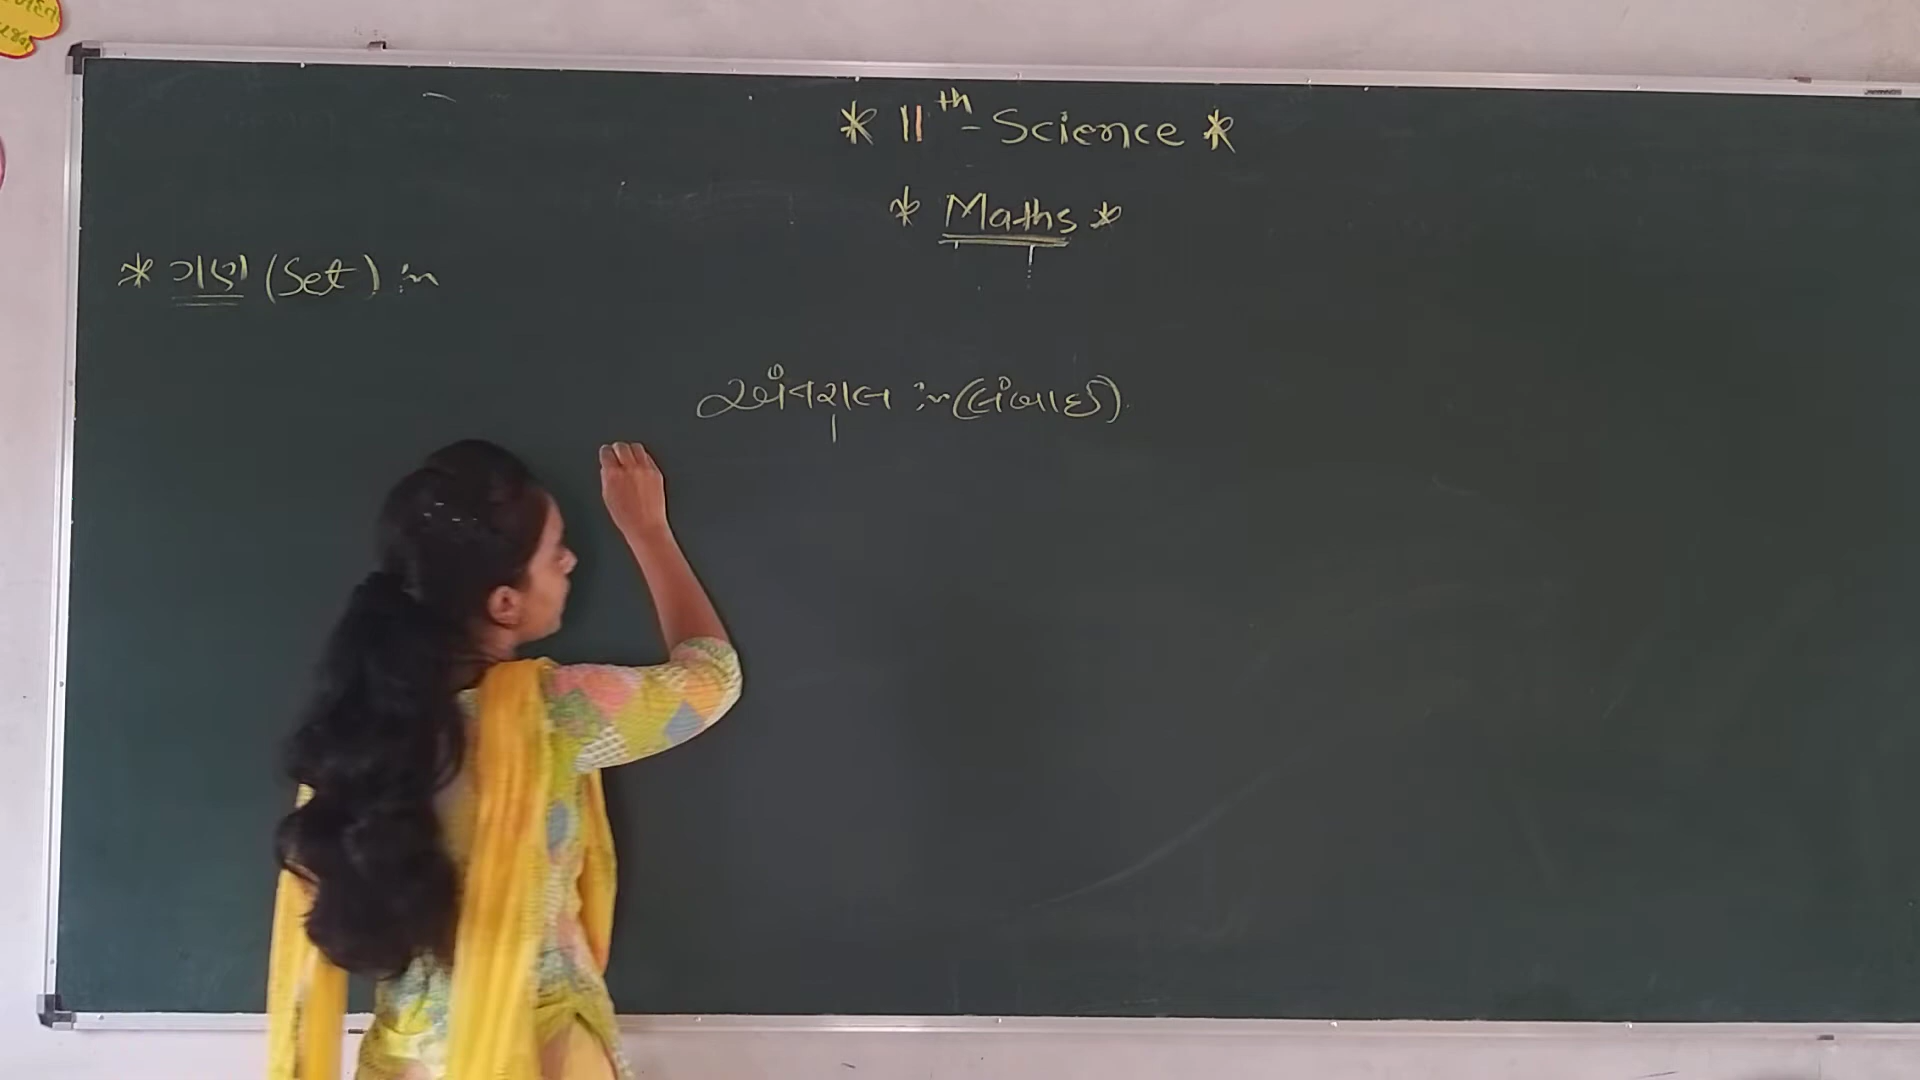 * 11th - Science *
* Maths *
* ગણ (Set) :~
અંતરાલ :~ (લંબાઈ).